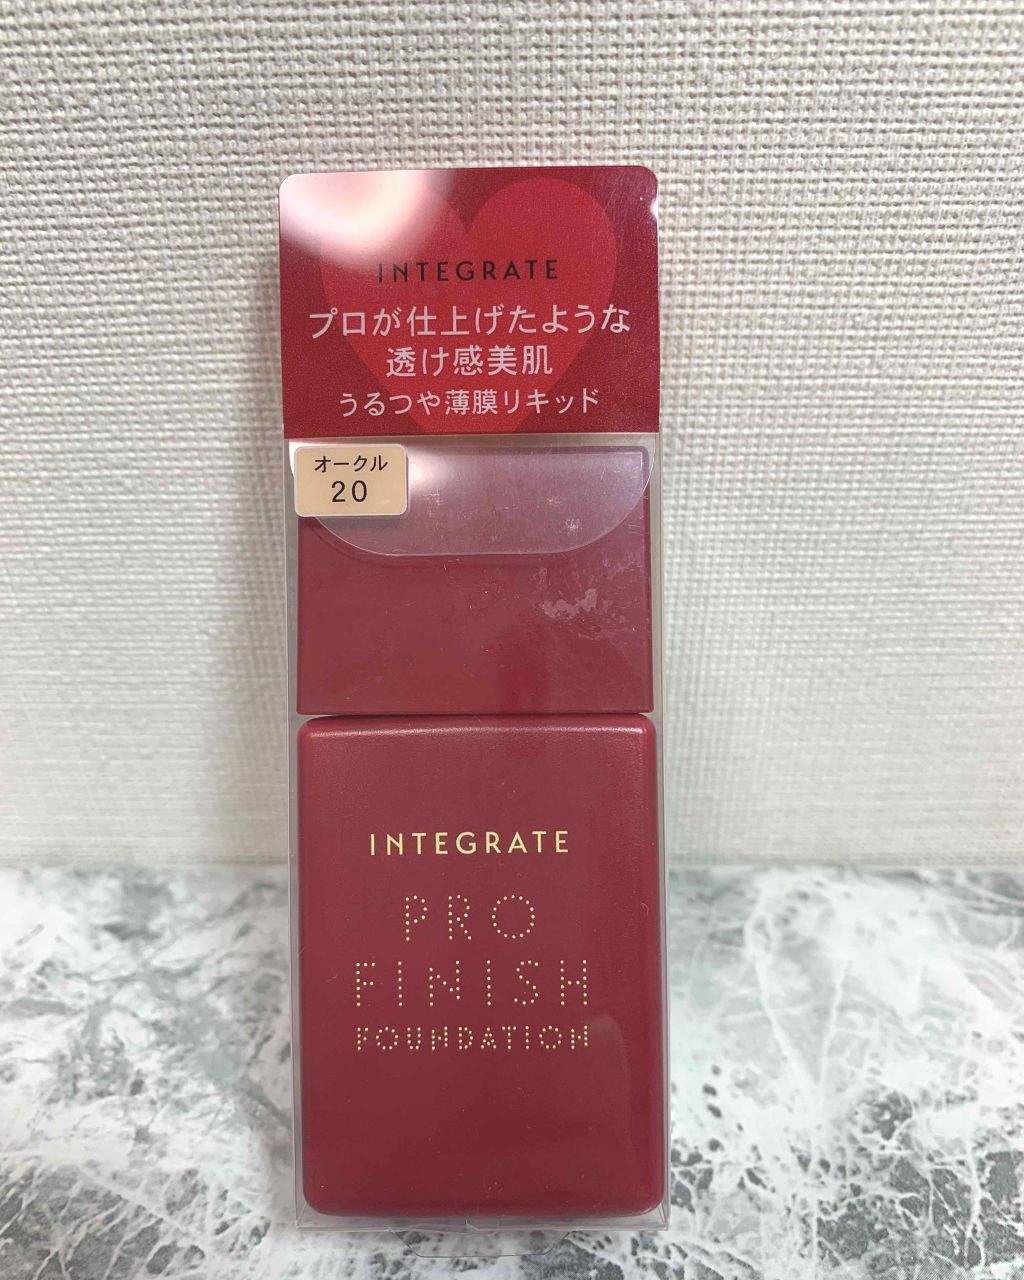 INTEGRATE
プロが仕上げたような
透け感美肌
うるつや薄膜リキッド
オークル
20
INTEGRATE
PRO
FINISH
FOUNDATION